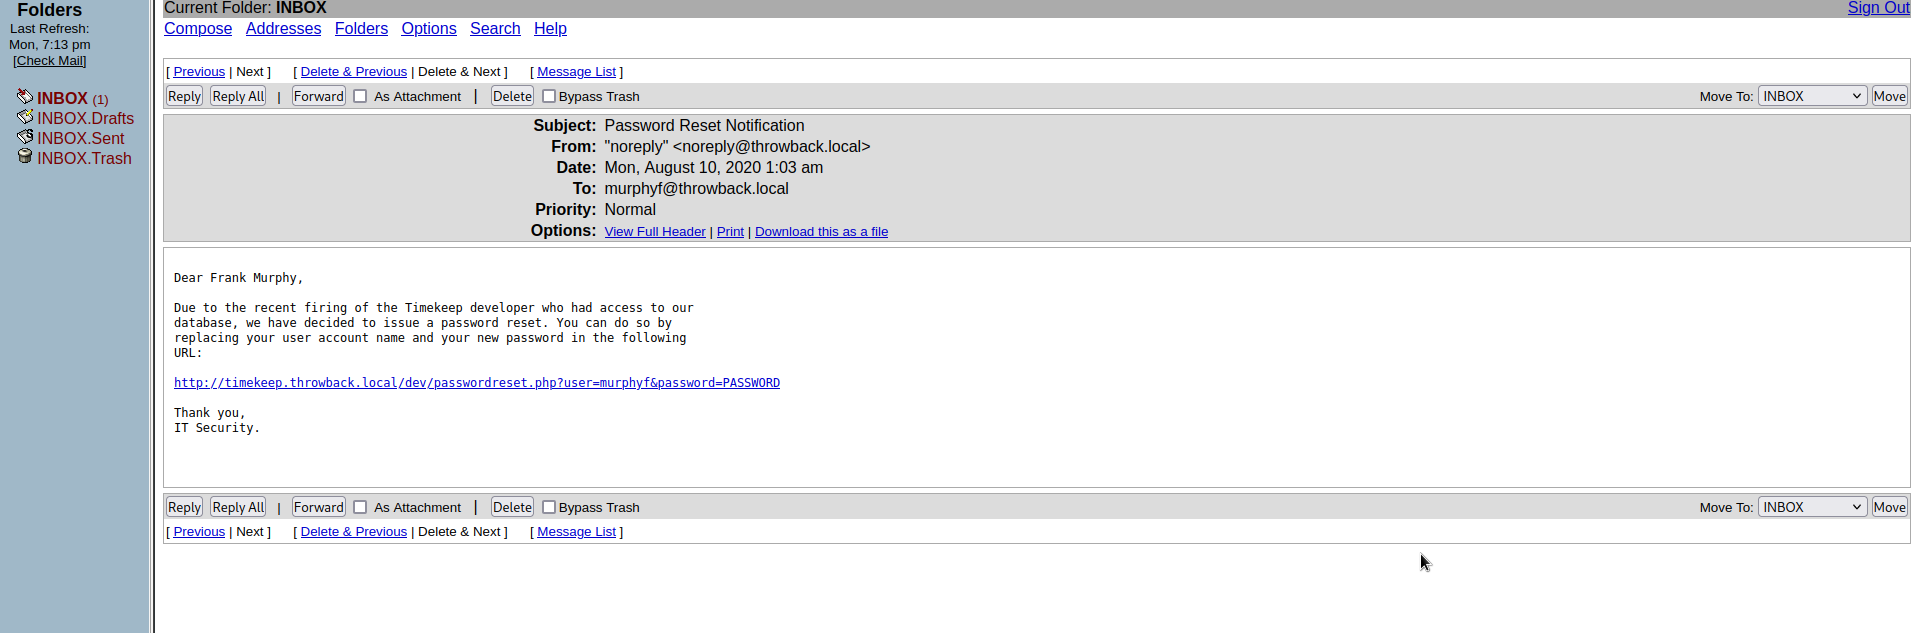 Folders
Last Refresh:
Mon, 7:13 pm
[Check Mail]
INBOX (1)
INBOX.Drafts
INBOX.Sent
INBOX.Trash
Current Folder: INBOX
Sign Out
Compose Addresses Folders Options Search Help
[ Previous | Next ] [ Delete & Previous | Delete & Next ] [ Message List ]
Reply Reply All | Forward As Attachment | Delete Bypass Trash Move To: INBOX Move
Subject: Password Reset Notification
From: "noreply" <noreply@throwback.local>
Date: Mon, August 10, 2020 1:03 am
To: murphyf@throwback.local
Priority: Normal
Options: View Full Header | Print | Download this as a file
Dear Frank Murphy,
Due to the recent firing of the Timekeep developer who had access to our
database, we have decided to issue a password reset. You can do so by
replacing your user account name and your new password in the following
URL:
http://timekeep.throwback.local/dev/passwordreset.php?user=murphyf&password=PASSWORD
Thank you,
IT Security.
Reply Reply All | Forward As Attachment | Delete Bypass Trash Move To: INBOX Move
[ Previous | Next ] [ Delete & Previous | Delete & Next ] [ Message List ]